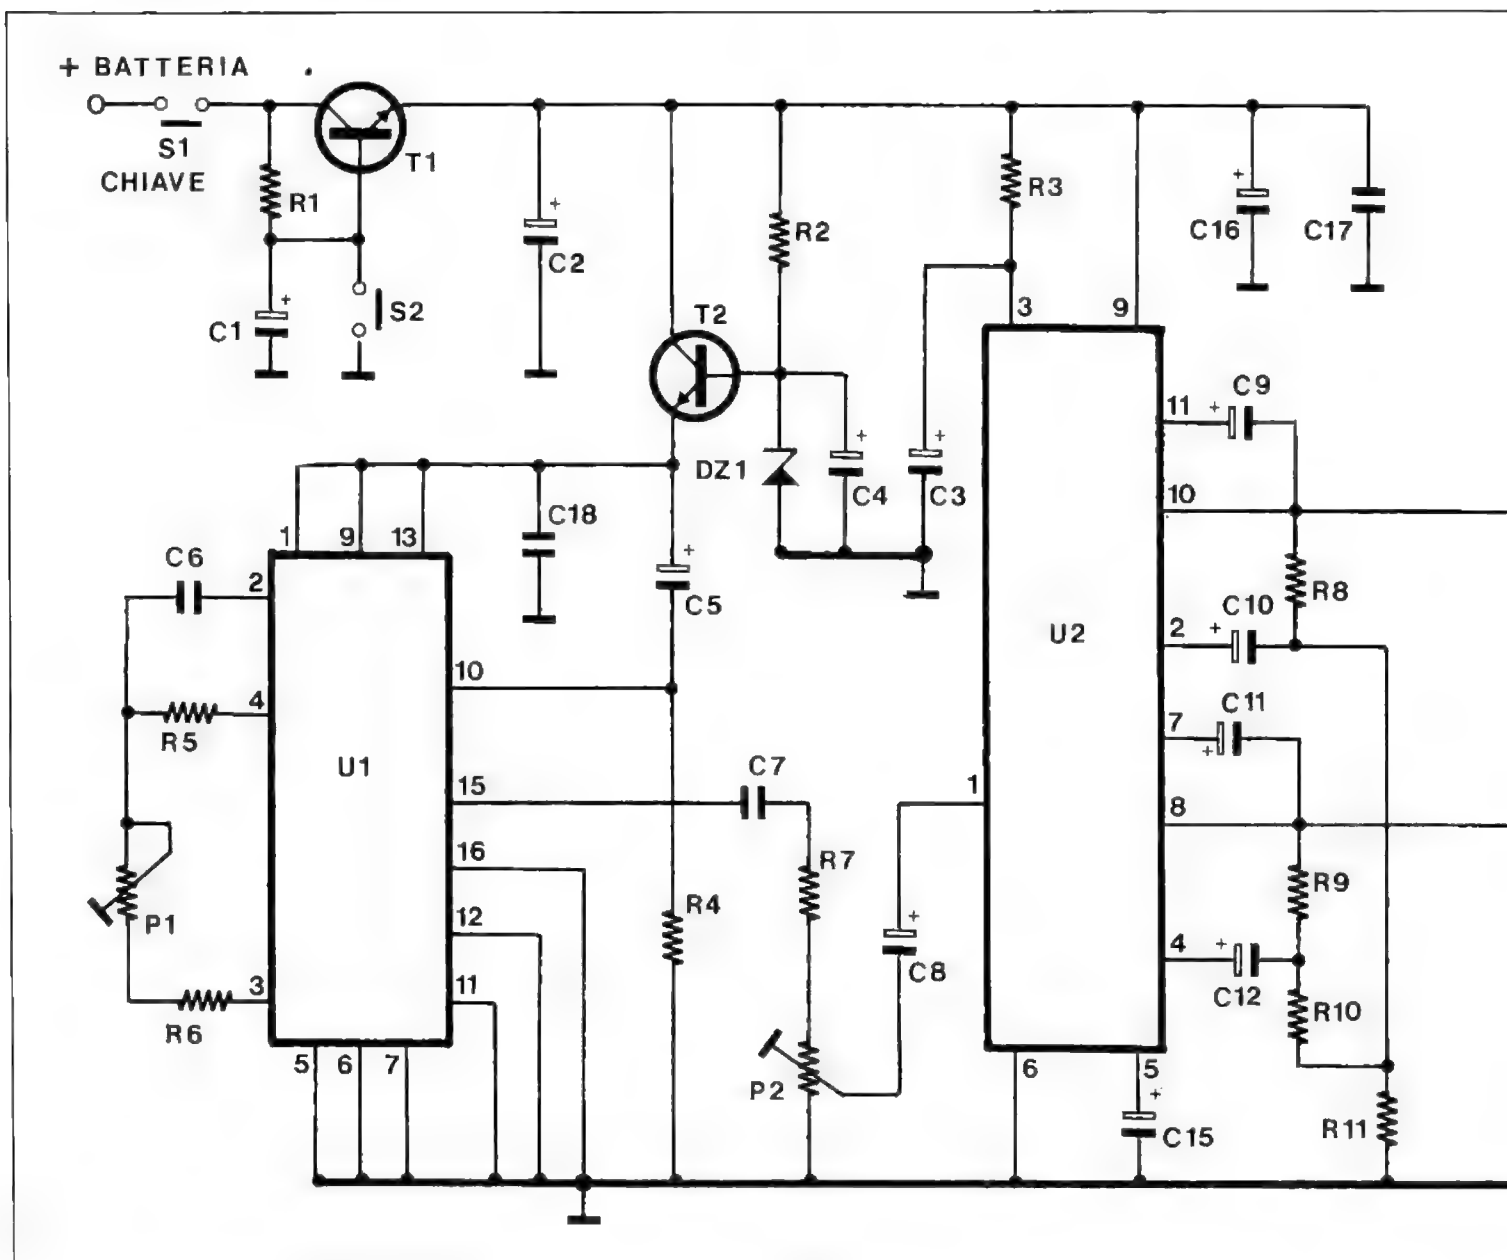 + BATTERIA
S1
CHIAVE
T1
R1
C1
+
S2
+
C2
T2
R2
DZ1
+
C4
+
C3
R3
3
9
+
C16
C17
U2
11
+
C9
10
R8
2
+
C10
7
+
C11
8
R9
4
+
C12
R10
R11
1
6
5
+
C15
C18
+
C5
1
9
13
C6
2
4
R5
P1
3
R6
U1
10
15
16
12
11
5
6
7
C7
R7
R4
+
C8
P2